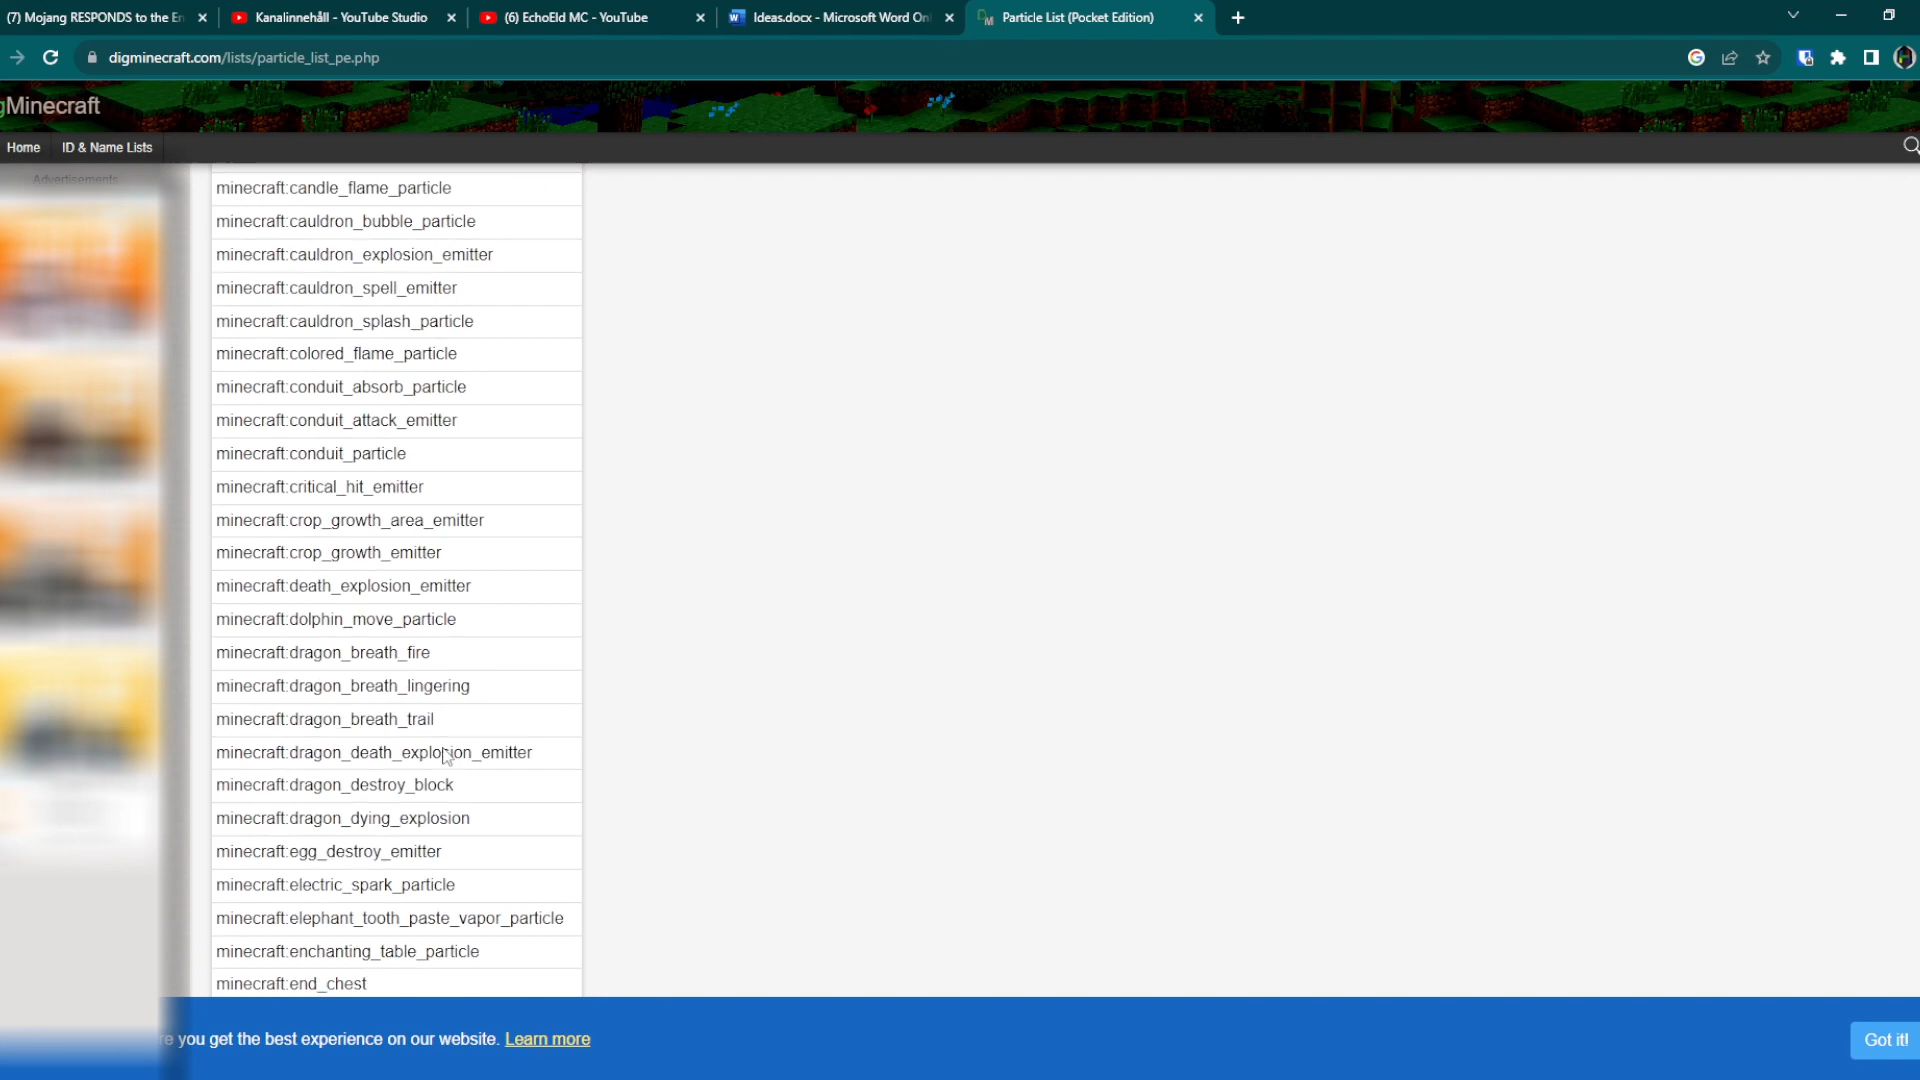 (7) Mojang RESPONDS to the En
Kanalinnehåll - YouTube Studio
(6) EchoEld MC - YouTube
Ideas.docx - Microsoft Word Onl
Particle List (Pocket Edition)
digminecraft.com/lists/particle_list_pe.php
gMinecraft
Home
ID & Name Lists
Advertisements
minecraft:candle_flame_particle
minecraft:cauldron_bubble_particle
minecraft:cauldron_explosion_emitter
minecraft:cauldron_spell_emitter
minecraft:cauldron_splash_particle
minecraft:colored_flame_particle
minecraft:conduit_absorb_particle
minecraft:conduit_attack_emitter
minecraft:conduit_particle
minecraft:critical_hit_emitter
minecraft:crop_growth_area_emitter
minecraft:crop_growth_emitter
minecraft:death_explosion_emitter
minecraft:dolphin_move_particle
minecraft:dragon_breath_fire
minecraft:dragon_breath_lingering
minecraft:dragon_breath_trail
minecraft:dragon_death_explosion_emitter
minecraft:dragon_destroy_block
minecraft:dragon_dying_explosion
minecraft:egg_destroy_emitter
minecraft:electric_spark_particle
minecraft:elephant_tooth_paste_vapor_particle
minecraft:enchanting_table_particle
minecraft:end_chest
e you get the best experience on our website. Learn more
Got it!